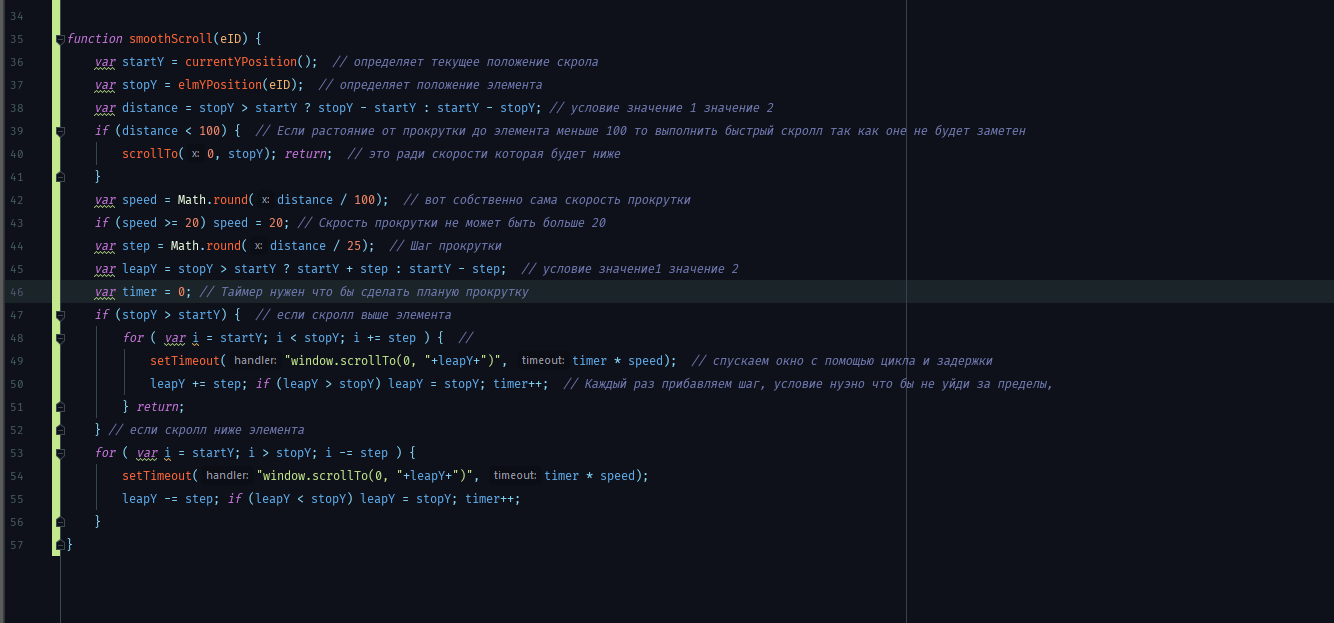 34
35 function smoothScroll(eID) {
36 var startY = currentYPosition(); // определяет текущее положение скрола
37 var stopY = elmYPosition(eID); // определяет положение элемента
38 var distance = stopY > startY ? stopY - startY : startY - stopY; // условие значение 1 значение 2
39 if (distance < 100) { // Если растояние от прокрутки до элемента меньше 100 то выполнить быстрый скролл так как оне не будет заметен
40 scrollTo( x: 0, stopY); return; // это ради скорости которая будет ниже
41 }
42 var speed = Math.round( x: distance / 100); // вот собственно сама скорость прокрутки
43 if (speed >= 20) speed = 20; // Скрость прокрутки не может быть больше 20
44 var step = Math.round( x: distance / 25); // Шаг прокрутки
45 var leapY = stopY > startY ? startY + step : startY - step; // условие значение1 значение 2
46 var timer = 0; // Таймер нужен что бы сделать планую прокрутку
47 if (stopY > startY) { // если скролл выше элемента
48 for ( var i = startY; i < stopY; i += step ) { //
49 setTimeout( handler: "window.scrollTo(0, "+leapY+")", timeout: timer * speed); // спускаем окно с помощью цикла и задержки
50 leapY += step; if (leapY > stopY) leapY = stopY; timer++; // Каждый раз прибавляем шаг, условие нуэно что бы не уйди за пределы,
51 } return;
52 } // если скролл ниже элемента
53 for ( var i = startY; i > stopY; i -= step ) {
54 setTimeout( handler: "window.scrollTo(0, "+leapY+")", timeout: timer * speed);
55 leapY -= step; if (leapY < stopY) leapY = stopY; timer++;
56 }
57 }